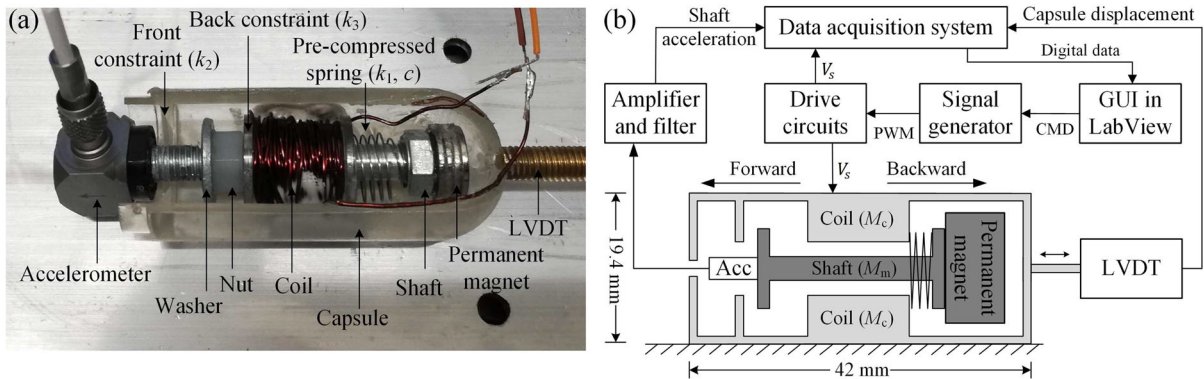 (a)
Back constraint (k₃)
Front
constraint (k₂)
Pre-compressed
spring (k₁, c)
Accelerometer
Washer
Nut
Coil
Capsule
Shaft
Permanent
magnet
LVDT
(b)
Shaft
acceleration
Data acquisition system
Capsule displacement
Digital data
Vₛ
Amplifier
and filter
Drive
circuits
PWM
Signal
generator
CMD
GUI in
LabView
Vₛ
Forward
Backward
19.4 mm
Coil (M_c)
Acc
Shaft (Mₘ)
Permanent
magnet
LVDT
Coil (M_c)
42 mm